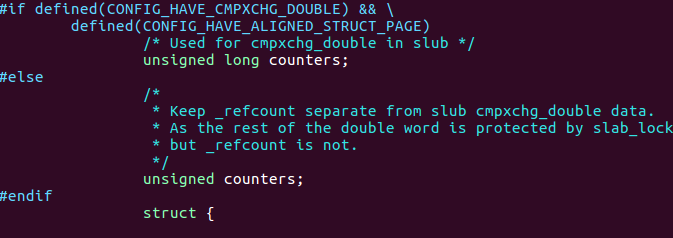 #if defined(CONFIG_HAVE_CMPXCHG_DOUBLE) && \
        defined(CONFIG_HAVE_ALIGNED_STRUCT_PAGE)
                /* Used for cmpxchg_double in slub */
                unsigned long counters;
#else
                /*
                 * Keep _refcount separate from slub cmpxchg_double data.
                 * As the rest of the double word is protected by slab_lock
                 * but _refcount is not.
                 */
                unsigned counters;
#endif
                struct {